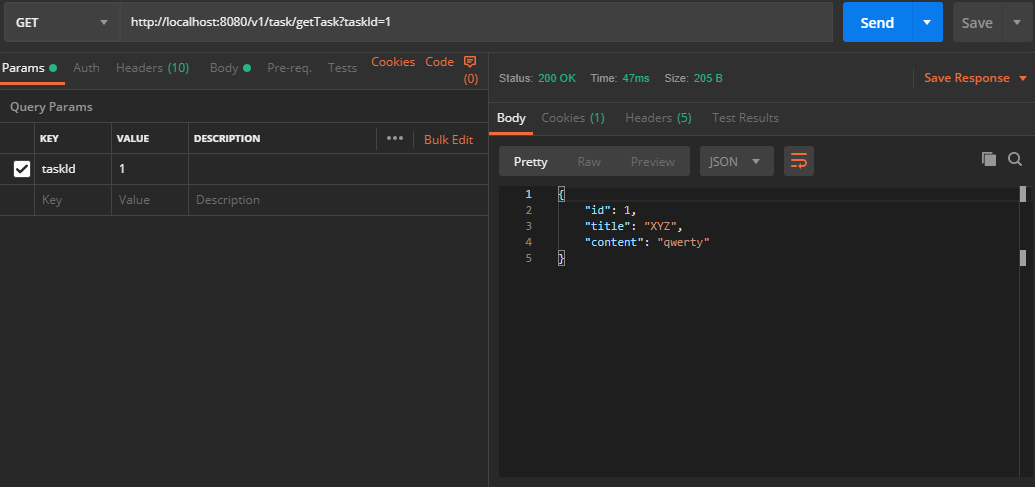 GET http://localhost:8080/v1/task/getTask?taskId=1 Send Save
Params Auth Headers (10) Body Pre-req. Tests Cookies Code (0)
Query Params
KEY VALUE DESCRIPTION ••• Bulk Edit
taskId 1
Key Value Description
Status: 200 OK Time: 47ms Size: 205 B Save Response
Body Cookies (1) Headers (5) Test Results
Pretty Raw Preview JSON
1 {
2 "id": 1,
3 "title": "XYZ",
4 "content": "qwerty"
5 }